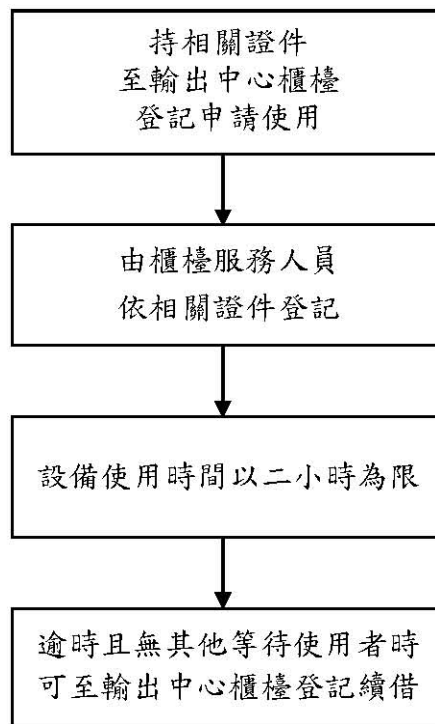 持相關證件
至輸出中心櫃檯
登記申請使用
由櫃檯服務人員
依相關證件登記
設備使用時間以二小時為限
逾時且無其他等待使用者時
可至輸出中心櫃檯登記續借